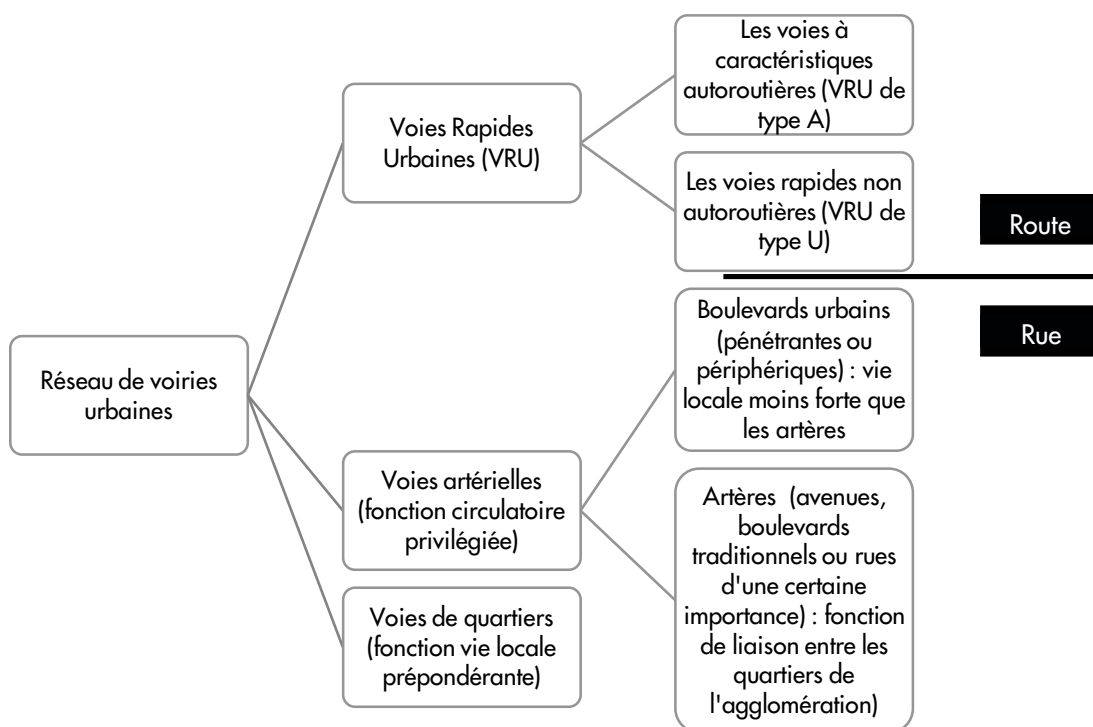 Réseau de voiries
urbaines
Voies Rapides
Urbaines (VRU)
Les voies à
caractéristiques
autoroutières (VRU de
type A)
Les voies rapides non
autoroutières (VRU de
type U)
Route
Rue
Voies artérielles
(fonction circulatoire
privilégiée)
Boulevards urbains
(pénétrantes ou
périphériques) : vie
locale moins forte que
les artères
Artères (avenues,
boulevards
traditionnels ou rues
d'une certaine
importance) : fonction
de liaison entre les
quartiers de
l'agglomération)
Voies de quartiers
(fonction vie locale
prépondérante)